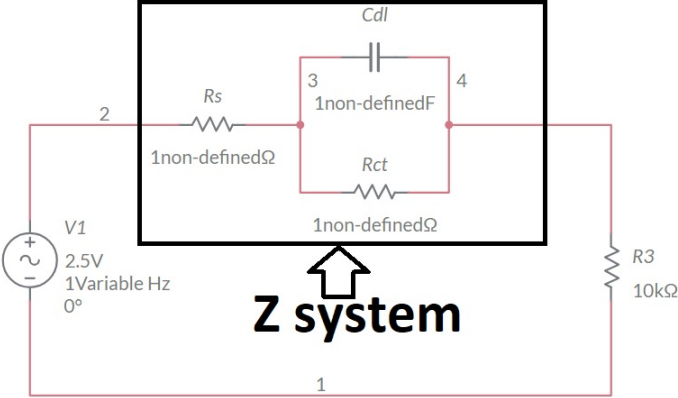 Cdl
3
4
1non-definedF
Rs
2
1non-definedΩ
Rct
1non-definedΩ
V1
2.5V
1Variable Hz
0°
R3
10kΩ
Z system
1